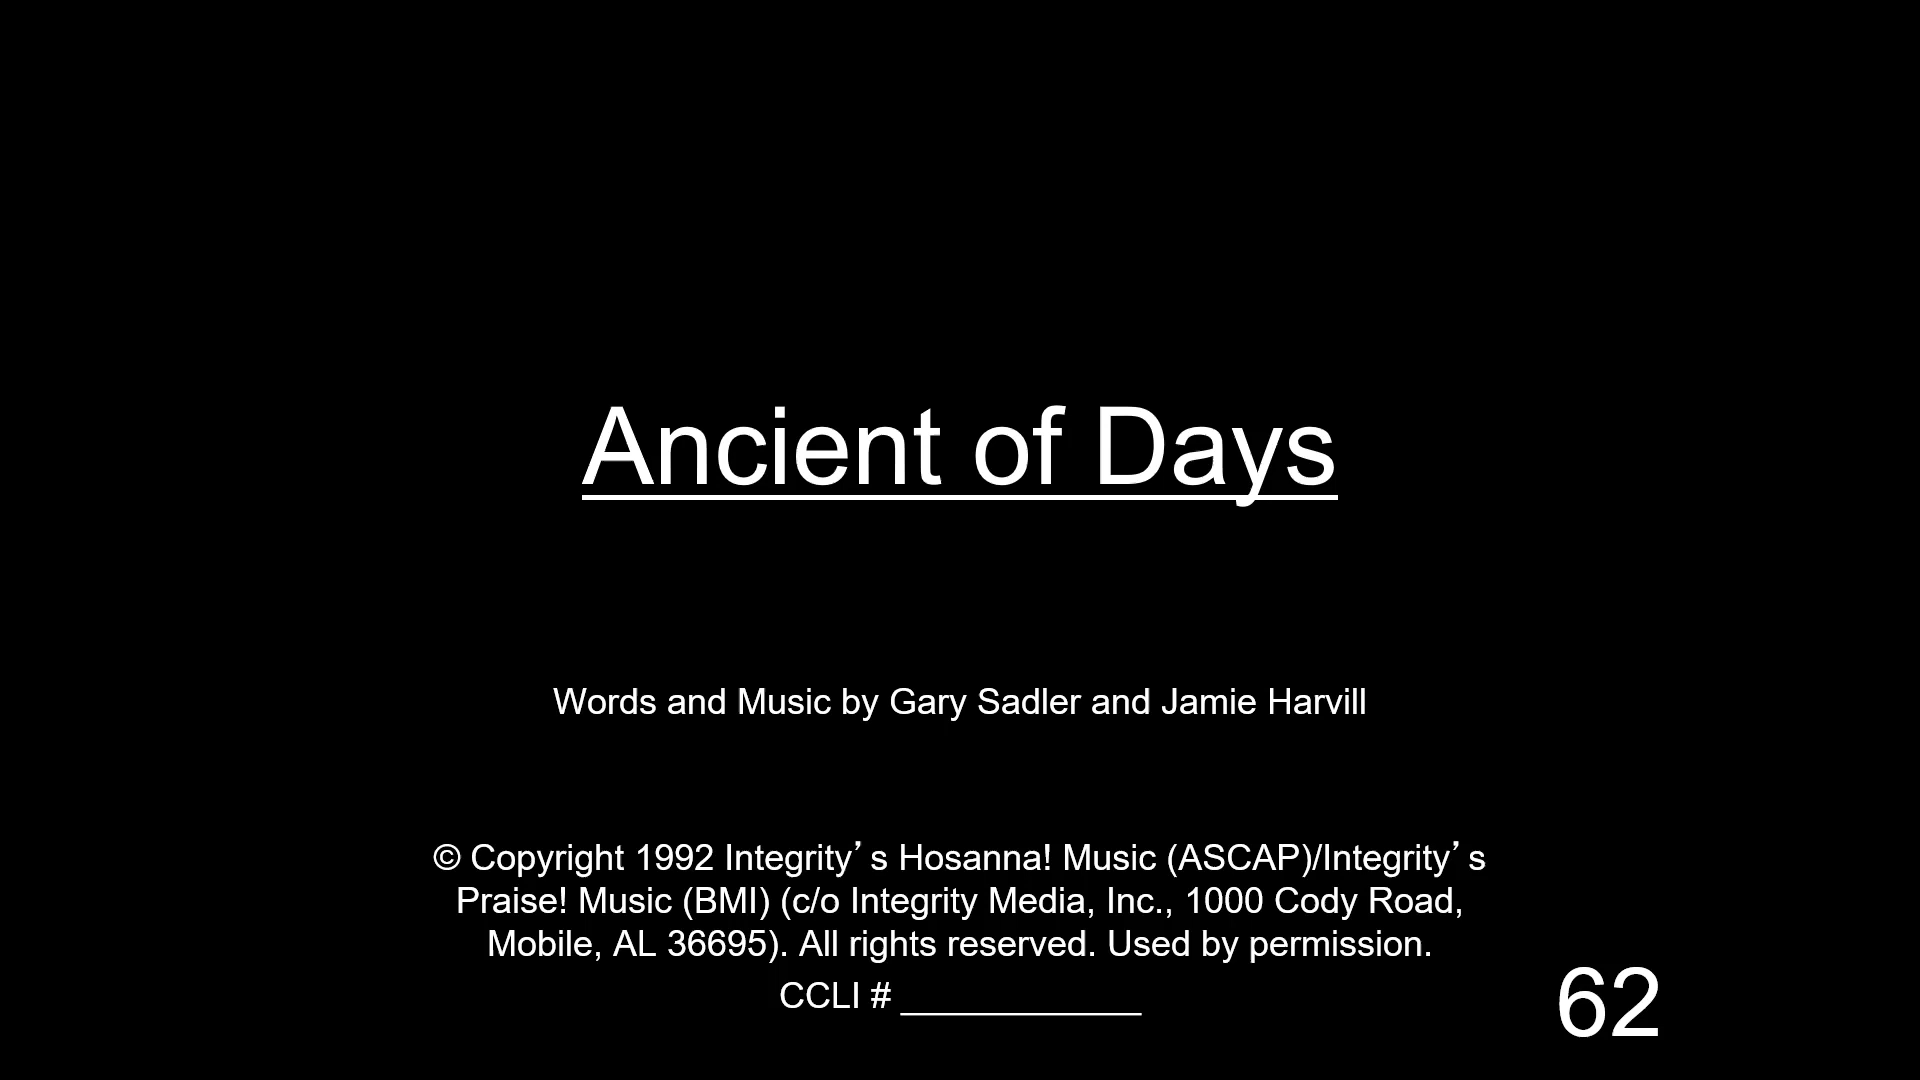 Ancient of Days
Words and Music by Gary Sadler and Jamie Harvill
© Copyright 1992 Integrity’s Hosanna! Music (ASCAP)/Integrity’s
Praise! Music (BMI) (c/o Integrity Media, Inc., 1000 Cody Road,
Mobile, AL 36695). All rights reserved. Used by permission.
CCLI # ____________
62